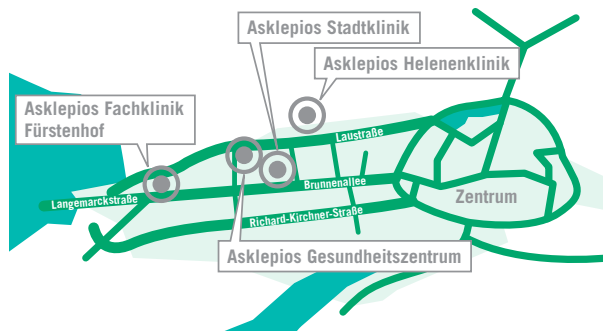 Asklepios Stadtklinik
Asklepios Helenenklinik
Asklepios Fachklinik
Fürstenhof
Laustraße
Brunnenallee
Langemarckstraße
Zentrum
Richard-Kirchner-Straße
Asklepios Gesundheitszentrum